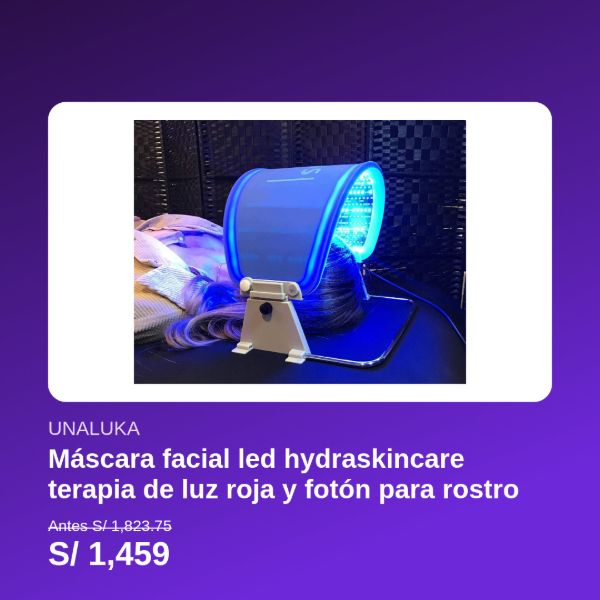 UNALUKA
Máscara facial led hydraskincare
terapia de luz roja y fotón para rostro
Antes S/ 1,823.75
S/ 1,459